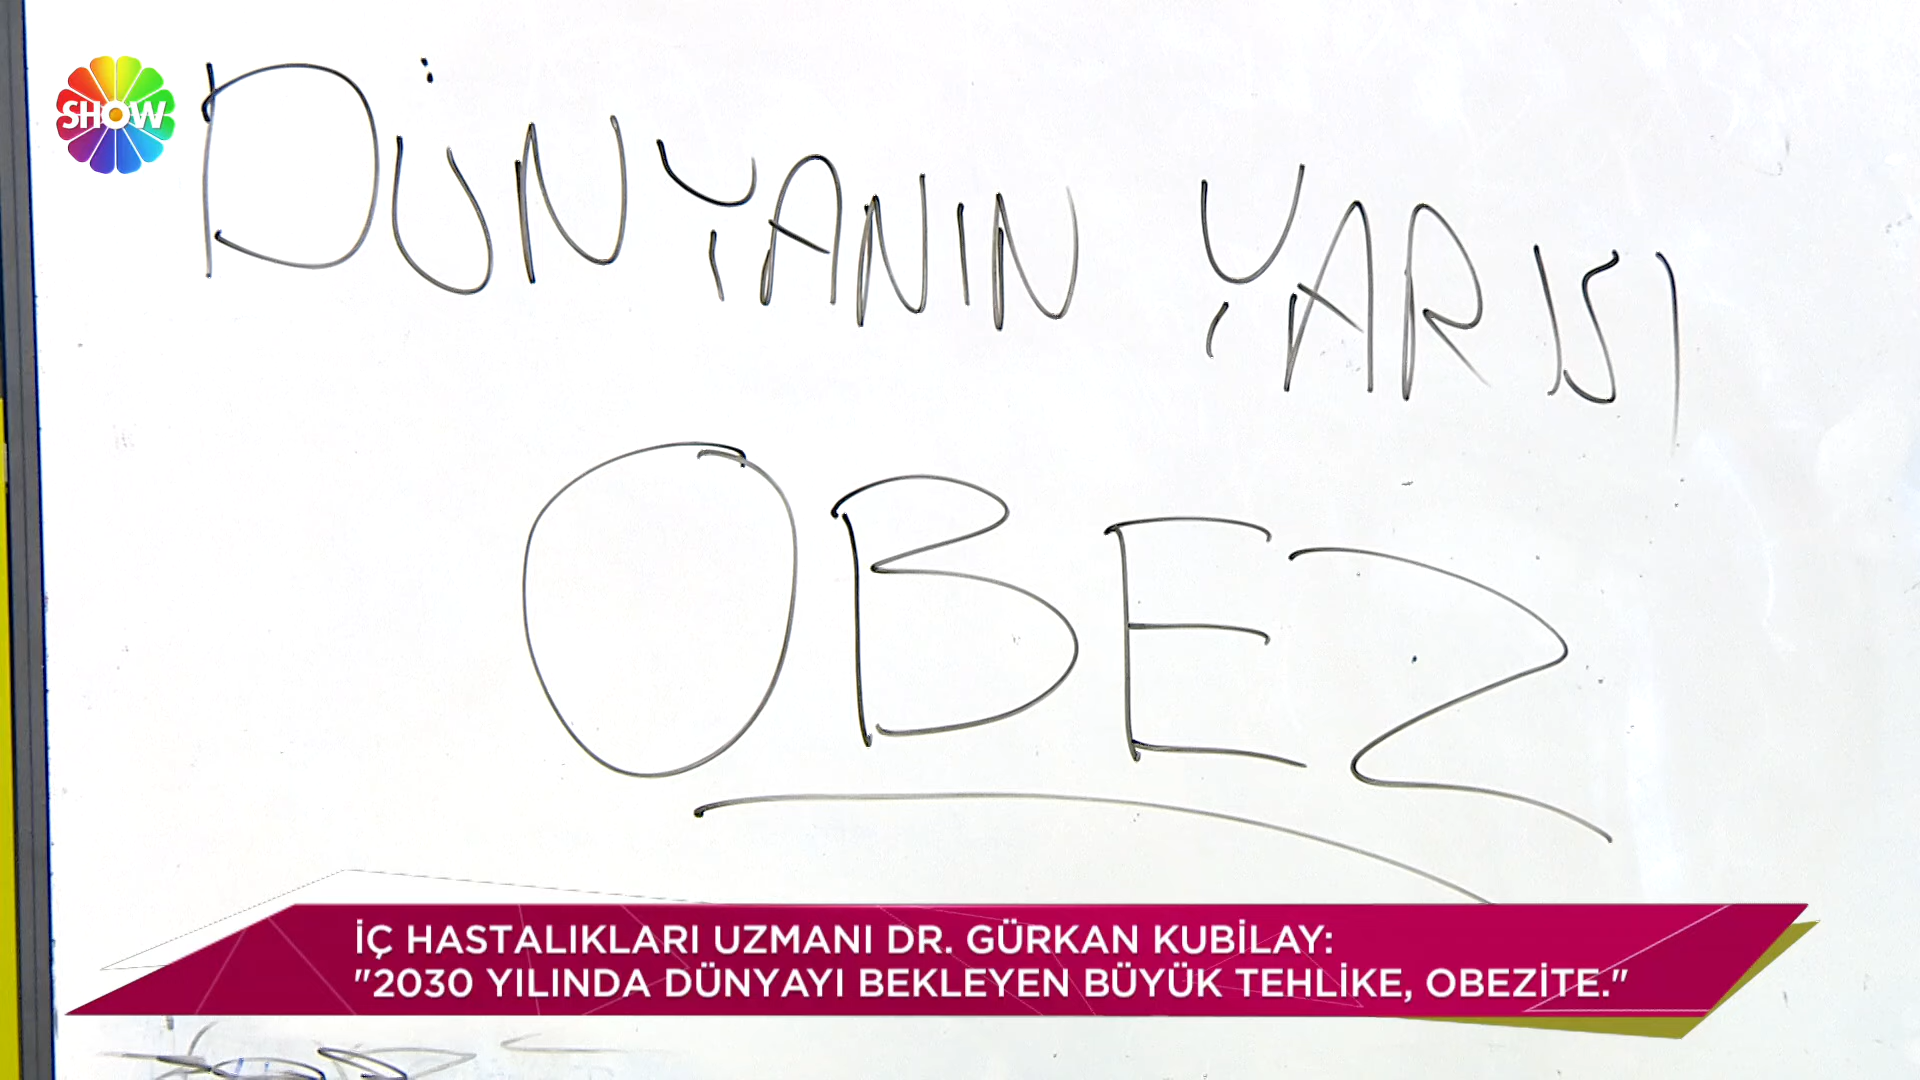 SHOW
DÜNYANIN YARISI
OBEZ
İÇ HASTALIKLARI UZMANI DR. GÜRKAN KUBİLAY:
"2030 YILINDA DÜNYAYI BEKLEYEN BÜYÜK TEHLİKE, OBEZİTE."